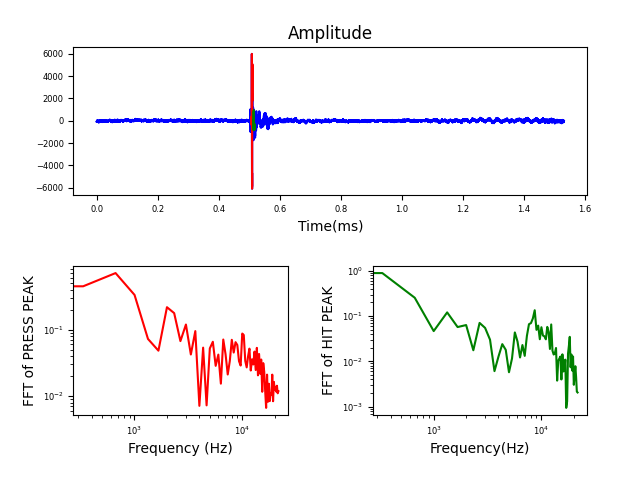 Amplitude
6000
4000
2000
0
−2000
−4000
−6000
0.0 0.2 0.4 0.6 0.8 1.0 1.2 1.4 1.6
Time(ms)
FFT of PRESS PEAK
10⁻¹
10⁻²
10³ 10⁴
Frequency (Hz)
FFT of HIT PEAK
10⁰
10⁻¹
10⁻²
10⁻³
10³ 10⁴
Frequency(Hz)